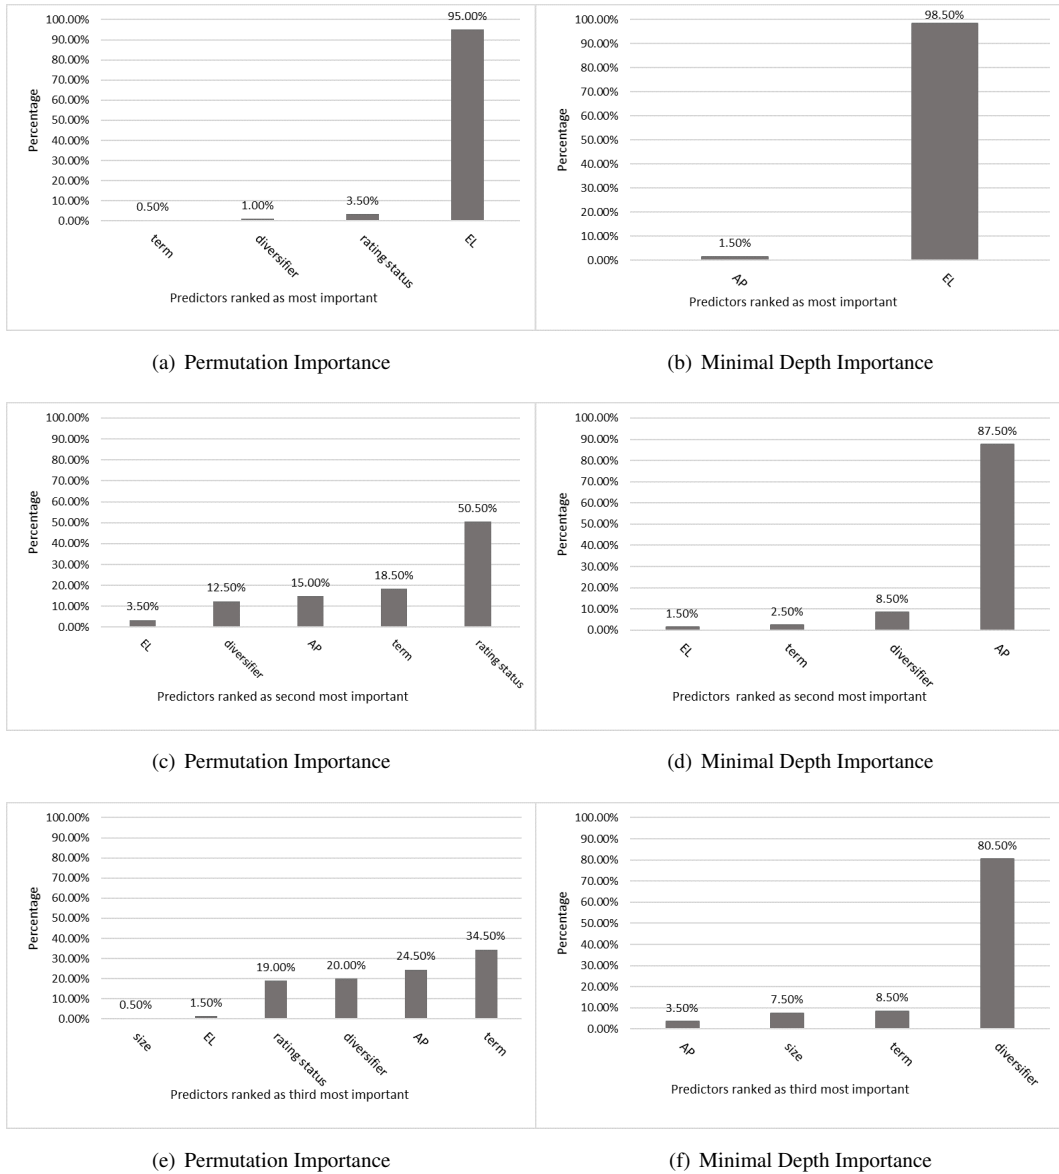 100.00%
90.00%
80.00%
70.00%
60.00%
50.00%
40.00%
30.00%
20.00%
10.00%
0.00%
Percentage
0.50%
1.00%
3.50%
95.00%
term
diversifier
rating status
EL
Predictors ranked as most important
(a) Permutation Importance
100.00%
90.00%
80.00%
70.00%
60.00%
50.00%
40.00%
30.00%
20.00%
10.00%
0.00%
Percentage
1.50%
98.50%
AP
EL
Predictors ranked as most important
(b) Minimal Depth Importance
100.00%
90.00%
80.00%
70.00%
60.00%
50.00%
40.00%
30.00%
20.00%
10.00%
0.00%
Percentage
3.50%
12.50%
15.00%
18.50%
50.50%
EL
diversifier
AP
term
rating status
Predictors ranked as second most important
(c) Permutation Importance
100.00%
90.00%
80.00%
70.00%
60.00%
50.00%
40.00%
30.00%
20.00%
10.00%
0.00%
Percentage
1.50%
2.50%
8.50%
87.50%
EL
term
diversifier
AP
Predictors ranked as second most important
(d) Minimal Depth Importance
100.00%
90.00%
80.00%
70.00%
60.00%
50.00%
40.00%
30.00%
20.00%
10.00%
0.00%
Percentage
0.50%
1.50%
19.00%
20.00%
24.50%
34.50%
size
EL
rating status
diversifier
AP
term
Predictors ranked as third most important
(e) Permutation Importance
100.00%
90.00%
80.00%
70.00%
60.00%
50.00%
40.00%
30.00%
20.00%
10.00%
0.00%
Percentage
3.50%
7.50%
8.50%
80.50%
AP
size
term
diversifier
Predictors ranked as third most important
(f) Minimal Depth Importance